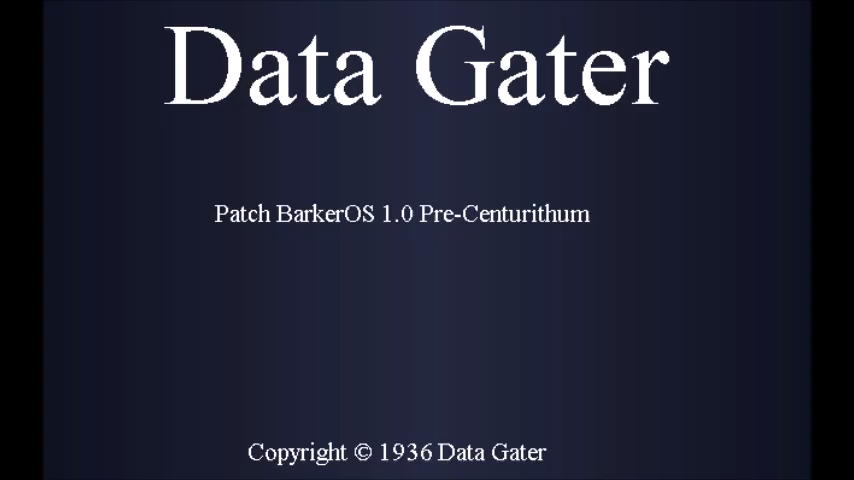 Data Gater
Patch BarkerOS 1.0 Pre-Centurithum
Copyright © 1936 Data Gater